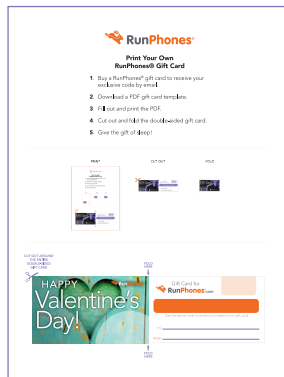 RunPhones®
Print Your Own
RunPhones® Gift Card
1. Buy a RunPhones® gift card to receive your
exclusive code by email.
2. Download a PDF gift card template.
3. Fill out and print the PDF.
4. Cut out and fold the double-sided gift card.
5. Give the gift of sleep!
PRINT
CUT OUT
FOLD
CUT OUT AROUND
THE ENTIRE
DOUBLE-SIDED
GIFT CARD
FOLD
HERE
HAPPY
Valentine's
Day!
Gift Card for
RunPhones.com
FOLD
HERE